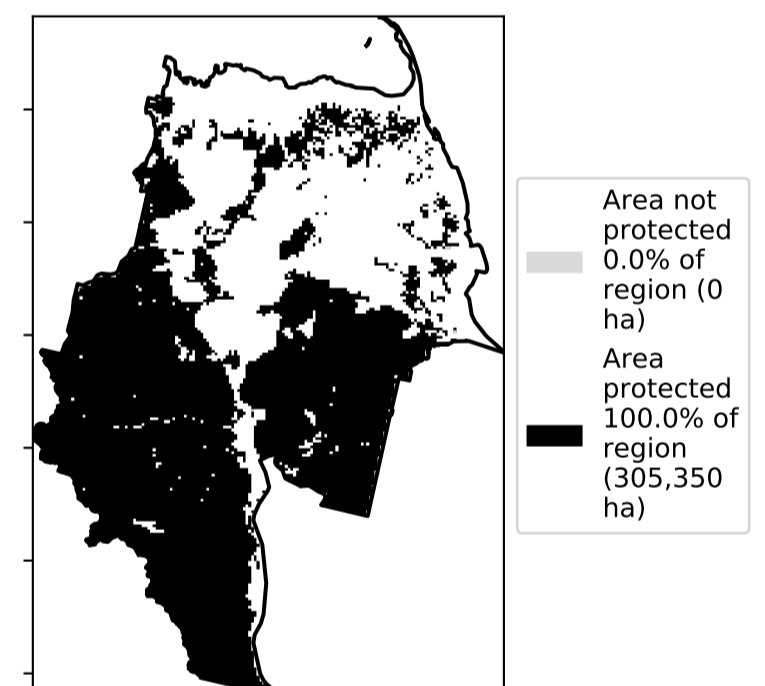 Area not
protected
0.0% of
region (0
ha)
Area
protected
100.0% of
region
(305,350
ha)